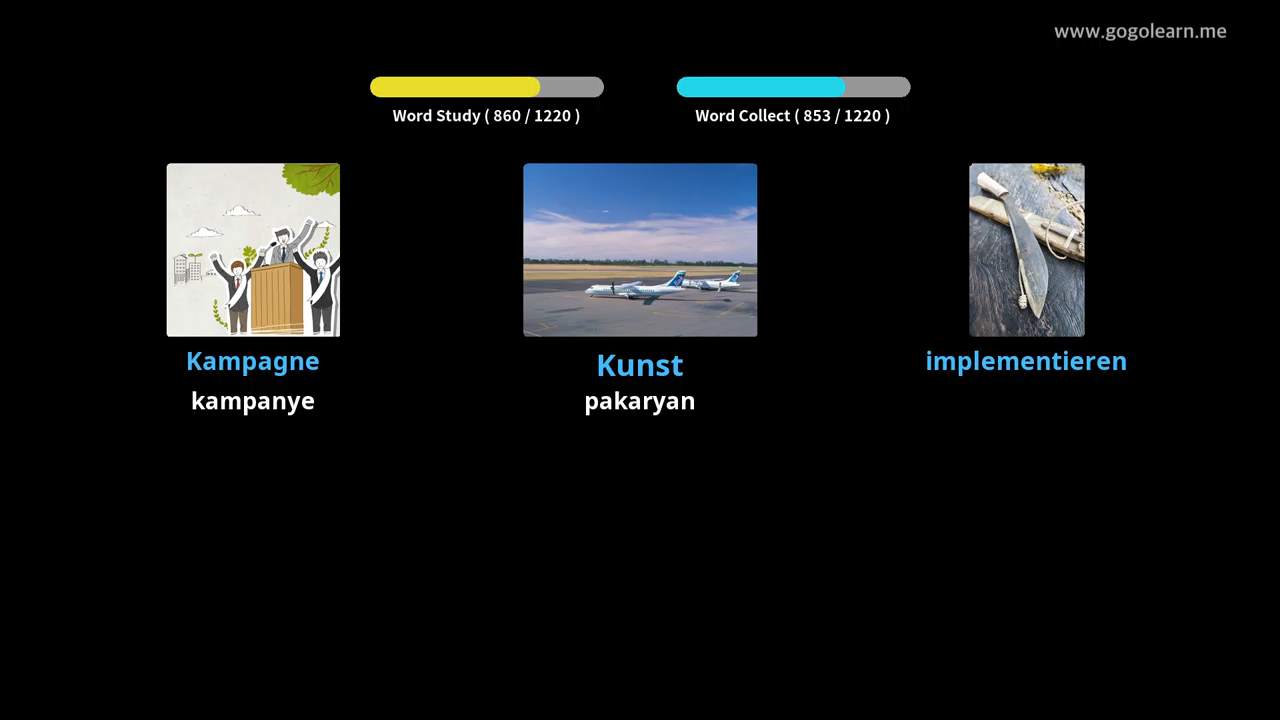 www.gogolearn.me
Word Study ( 860 / 1220 )
Word Collect ( 853 / 1220 )
Kampagne
kampanye
Kunst
pakaryan
implementieren